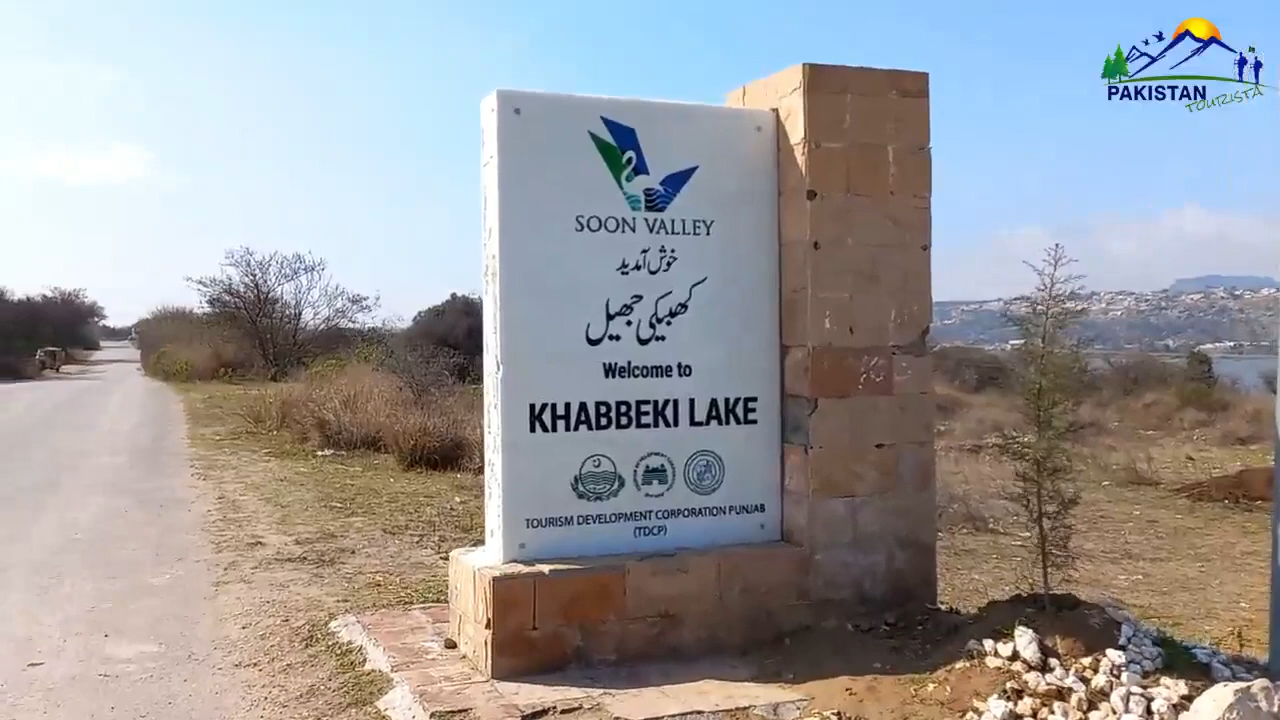 PAKISTAN
TOURISTA
SOON VALLEY
خوش آمدید
کھبیکی جھیل
Welcome to
KHABBEKI LAKE
TOURISM DEVELOPMENT CORPORATION PUNJAB
(TDCP)